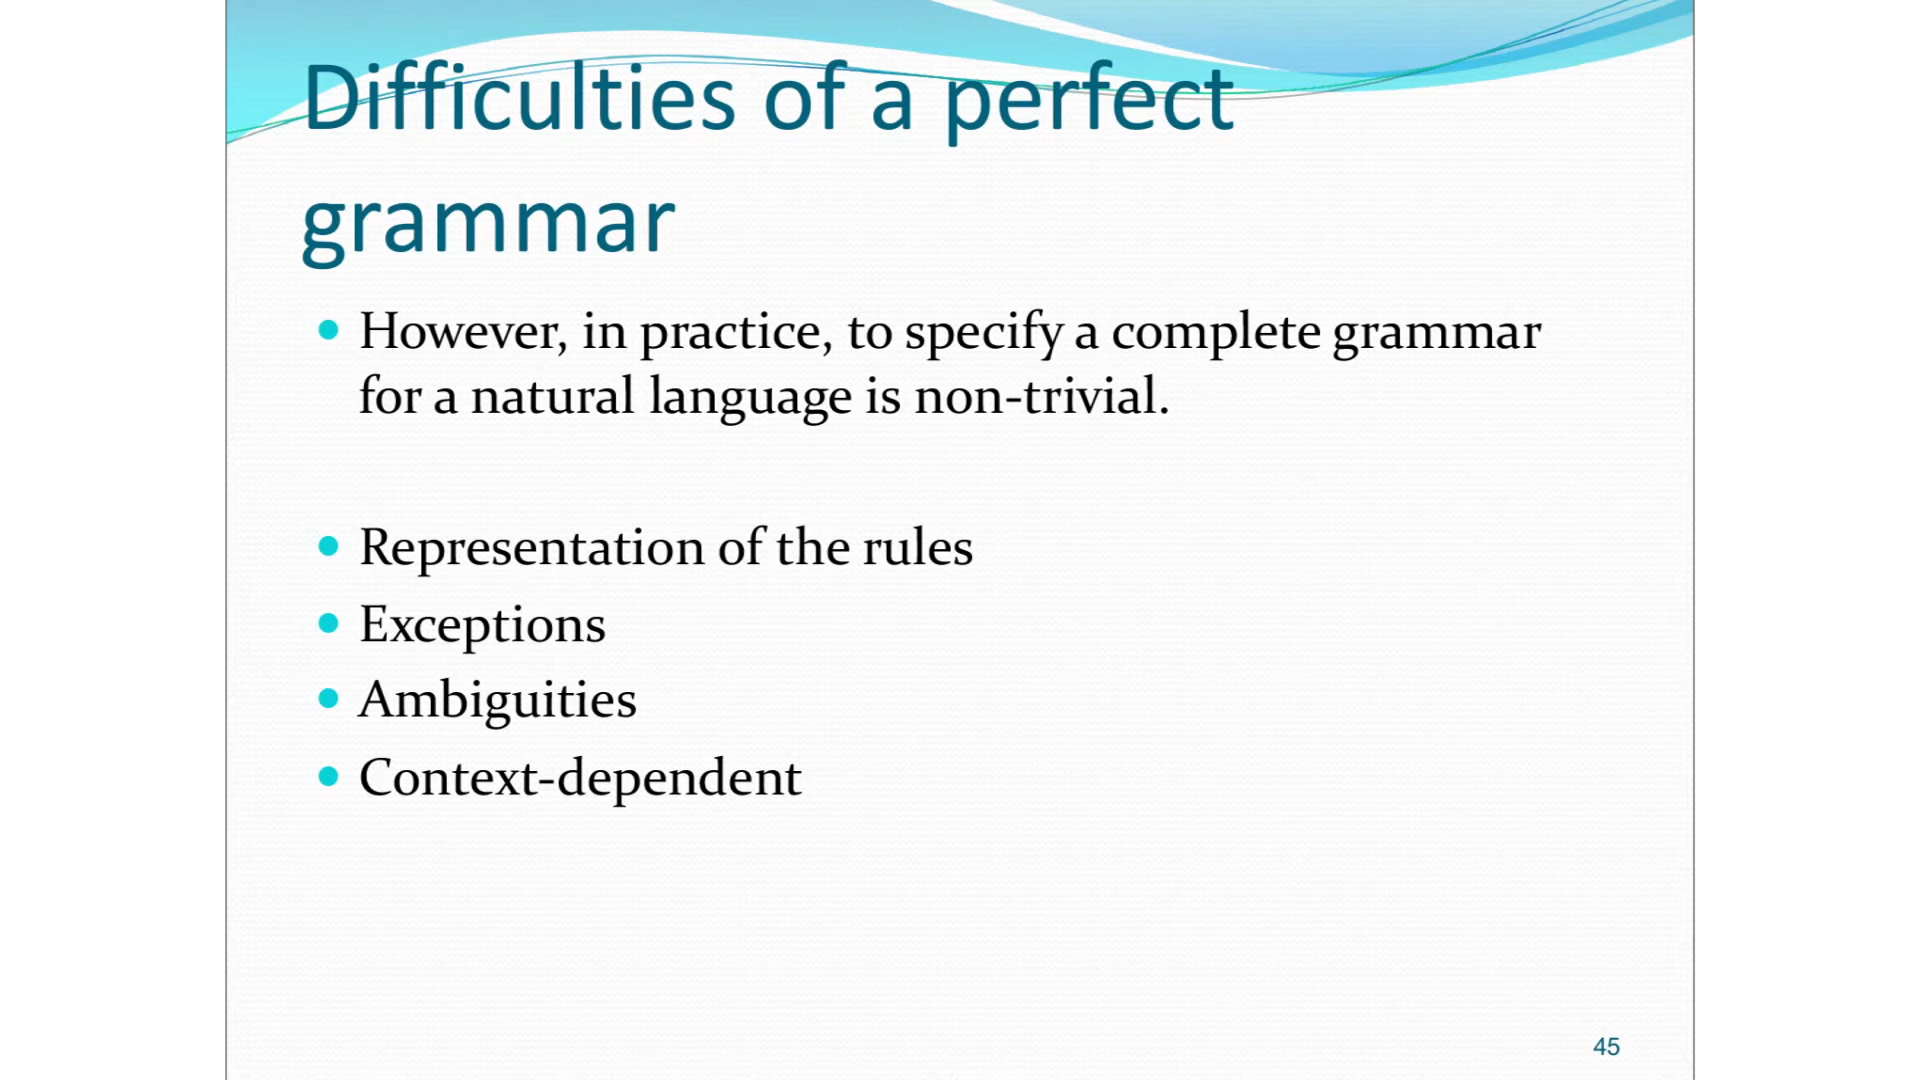 Difficulties of a perfect
grammar
• However, in practice, to specify a complete grammar
for a natural language is non-trivial.
• Representation of the rules
• Exceptions
• Ambiguities
• Context-dependent
45